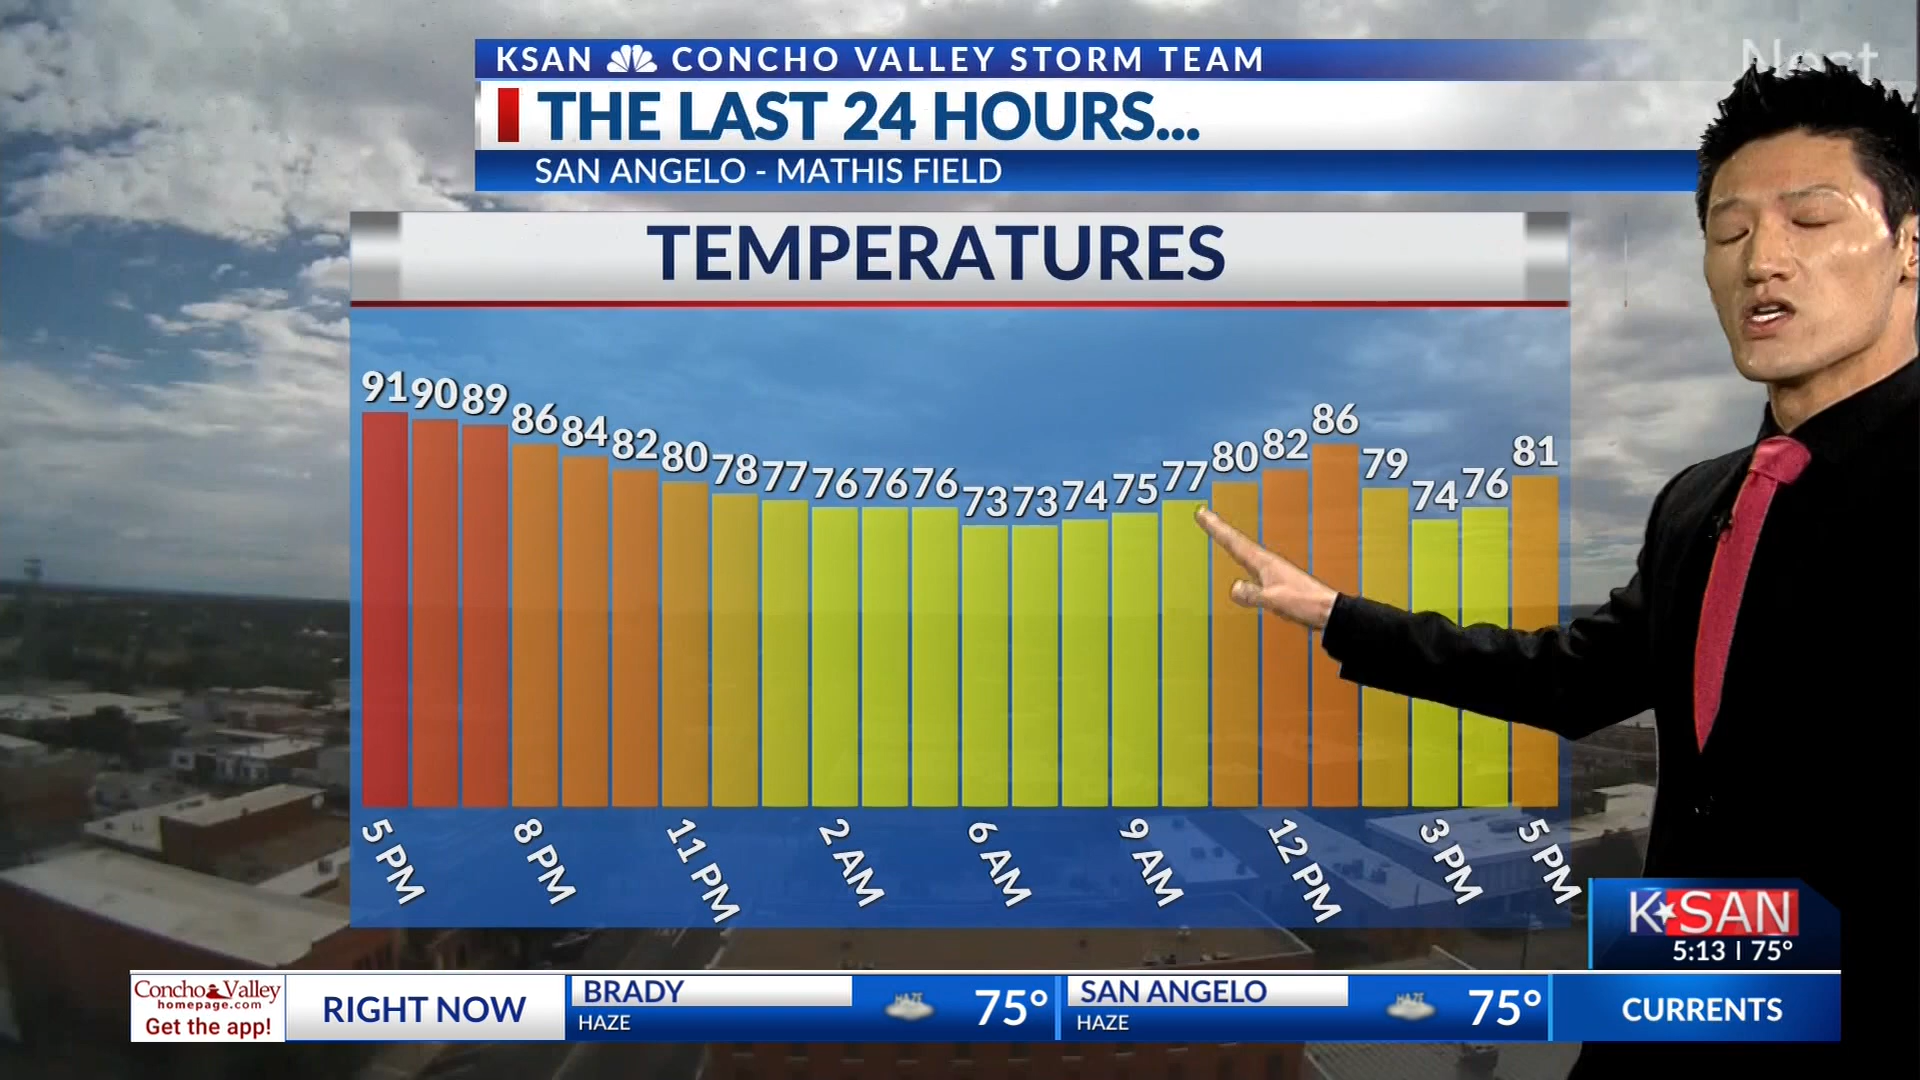 KSAN CONCHO VALLEY STORM TEAM
Nest
THE LAST 24 HOURS...
SAN ANGELO - MATHIS FIELD
TEMPERATURES
91 90 89 86 84 82 80 78 77 76 76 76 73 73 74 75 77 80 82 86 79 74 76 81
5 PM 8 PM 11 PM 2 AM 6 AM 9 AM 12 PM 3 PM 5 PM
KSAN
5:13 | 75°
Concho Valley
homepage.com
Get the app!
RIGHT NOW
BRADY
HAZE
HAZE
75°
SAN ANGELO
HAZE
HAZE
75°
CURRENTS